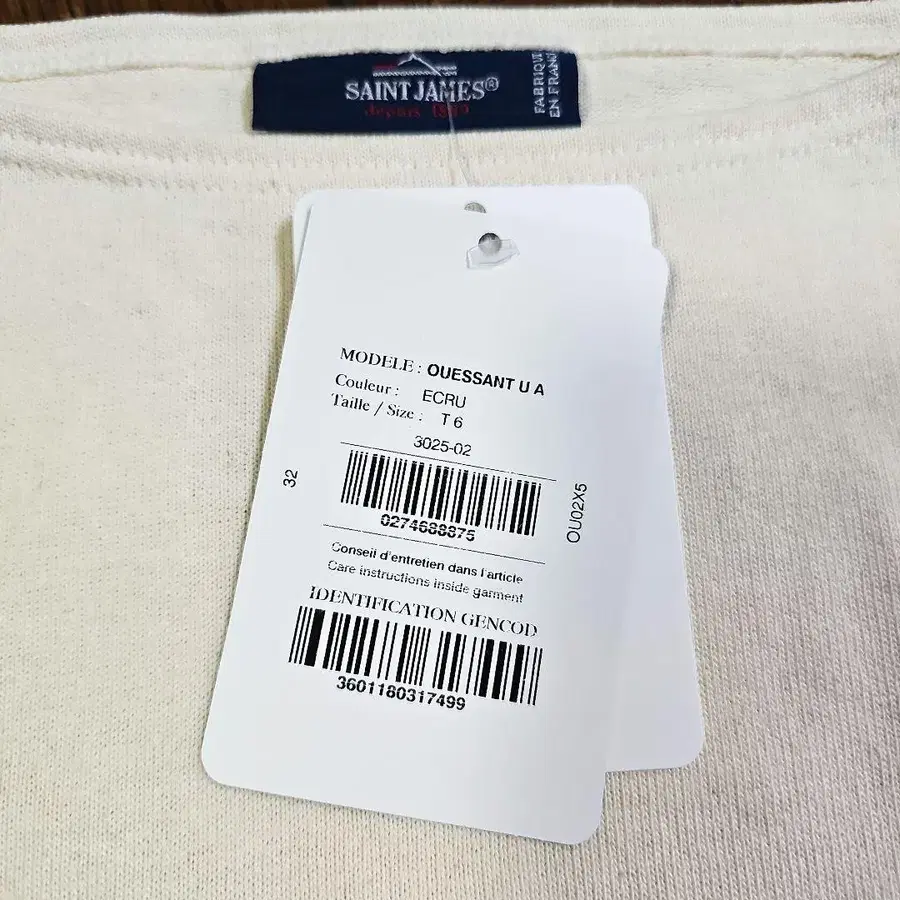 SAINT JAMES®
depuis 1889
FABRIQUÉ
EN FRANCE
MODELE : OUESSANT U A
Couleur : ECRU
Taille / Size : T 6
3025-02
32
0274688875
OU02X5
Conseil d'entretien dans l'article
Care instructions inside garment
IDENTIFICATION GENCOD
3601180317499